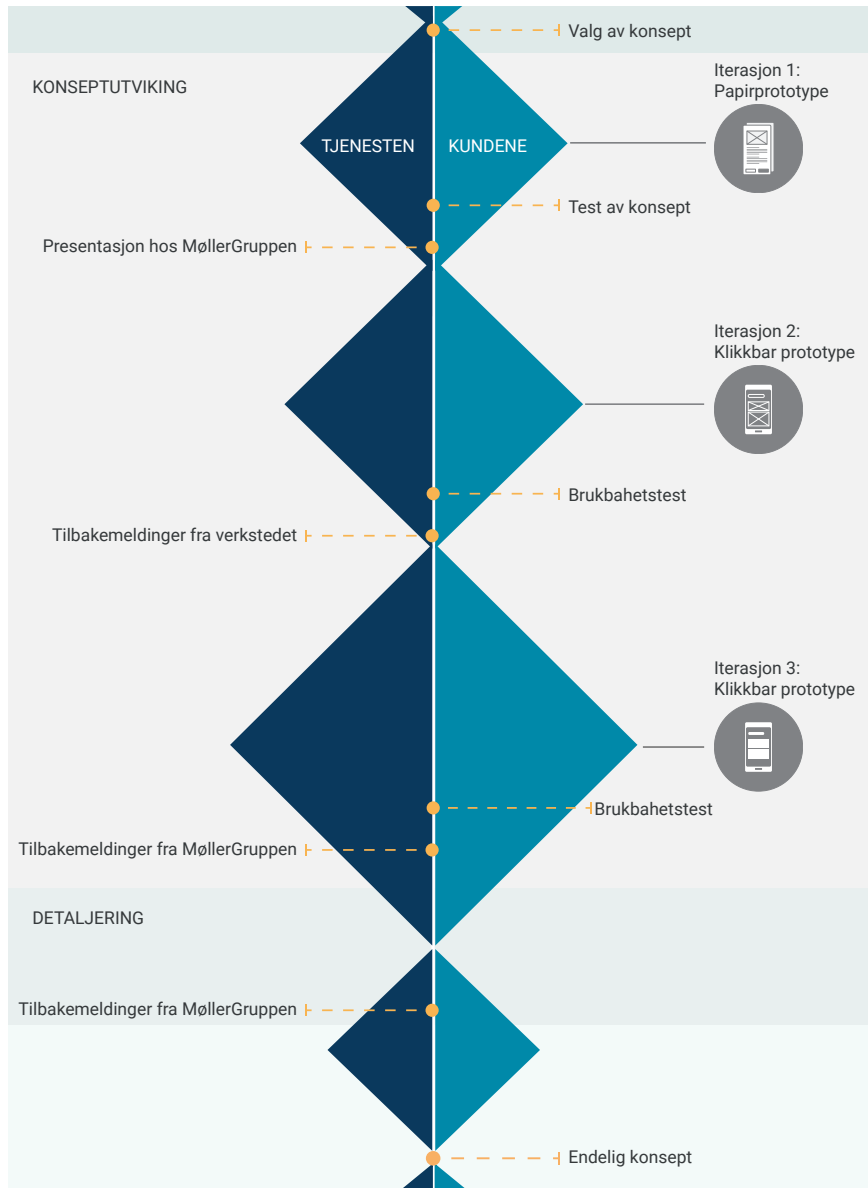 Valg av konsept
KONSEPTUTVIKING
Iterasjon 1:
Papirprototype
TJENESTEN
KUNDENE
Test av konsept
Presentasjon hos MøllerGruppen
Iterasjon 2:
Klikkbar prototype
Brukbahetstest
Tilbakemeldinger fra verkstedet
Iterasjon 3:
Klikkbar prototype
Brukbahetstest
Tilbakemeldinger fra MøllerGruppen
DETALJERING
Tilbakemeldinger fra MøllerGruppen
Endelig konsept